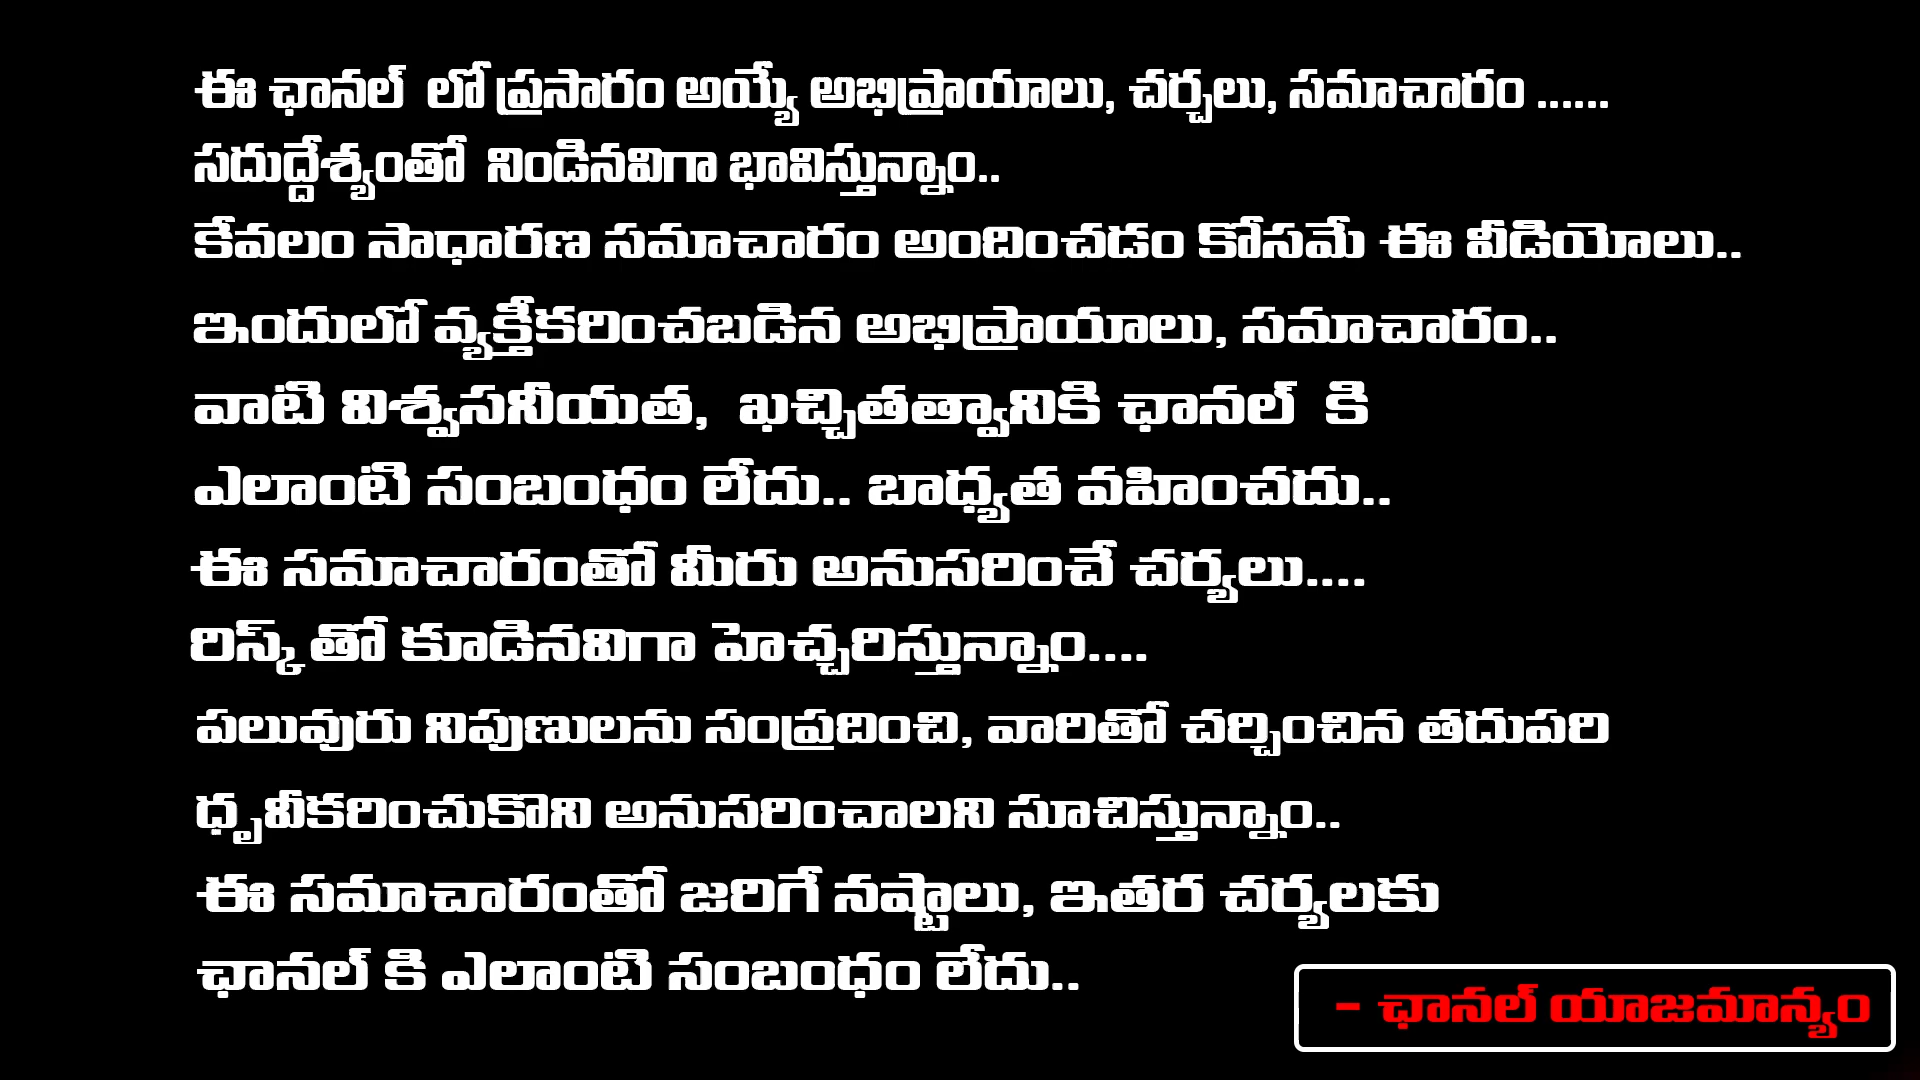 ఈ ఛానల్ లో ప్రసారం అయ్యే అభిప్రాయాలు, చర్చలు, సమాచారం ......
సదుద్దేశ్యంతో నిండినవిగా భావిస్తున్నాం..
కేవలం సాధారణ సమాచారం అందించడం కోసమే ఈ వీడియోలు..
ఇందులో వ్యక్తీకరించబడిన అభిప్రాయాలు, సమాచారం..
వాటి విశ్వసనీయత, ఖచ్చితత్వానికి ఛానల్ కి
ఎలాంటి సంబంధం లేదు.. బాధ్యత వహించదు..
ఈ సమాచారంతో మీరు అనుసరించే చర్యలు....
రిస్క్ తో కూడినవిగా హెచ్చరిస్తున్నాం....
పలువురు నిపుణులను సంప్రదించి, వారితో చర్చించిన తదుపరి
ధృవీకరించుకొని అనుసరించాలని సూచిస్తున్నాం..
ఈ సమాచారంతో జరిగే నష్టాలు, ఇతర చర్యలకు
ఛానల్ కి ఎలాంటి సంబంధం లేదు..
- ఛానల్ యాజమాన్యం